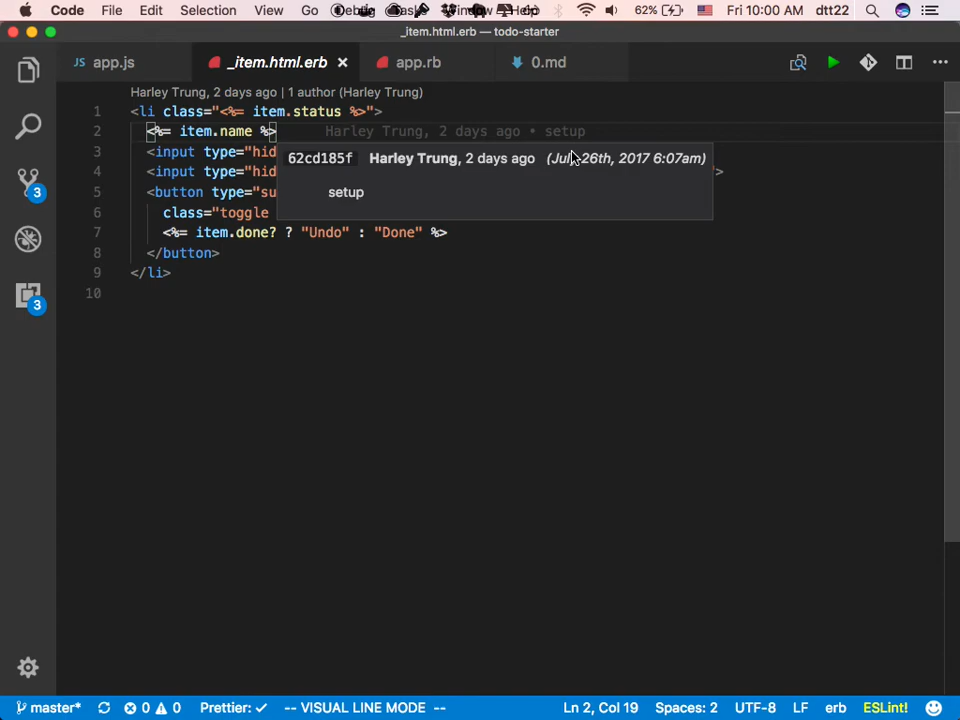 Code File Edit Selection View Go Help 62% Fri 10:00 AM dtt22
_item.html.erb — todo-starter
JS app.js _item.html.erb app.rb 0.md
Harley Trung, 2 days ago | 1 author (Harley Trung)
1 <li class="<%= item.status %>">
2 <%= item.name %> Harley Trung, 2 days ago • setup
3 <input type="hid
62cd185f Harley Trung, 2 days ago 26th, 2017 6:07am)
4 <input type="hid >
5 <button type="su
setup
6 class="toggle
7 <%= item.done? ? "Undo" : "Done" %>
8 </button>
9 </li>
10
3
3
master* 0 0 Prettier: ✓ -- VISUAL LINE MODE -- Ln 2, Col 19 Spaces: 2 UTF-8 LF erb ESLint!